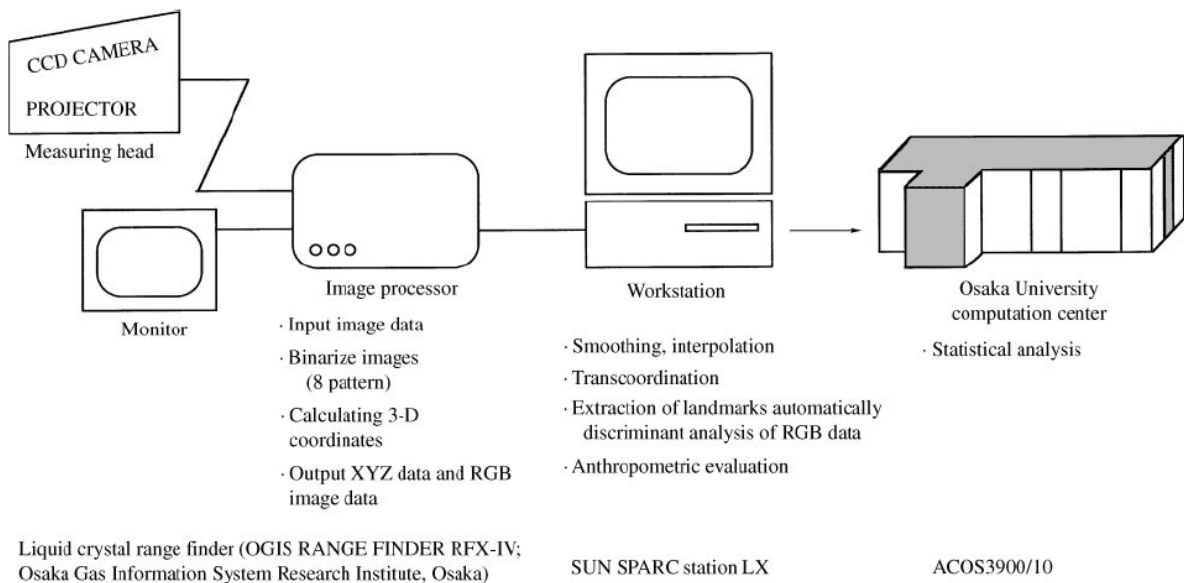 CCD CAMERA
PROJECTOR
Measuring head
Monitor
Image processor
· Input image data
· Binarize images
(8 pattern)
· Calculating 3-D
coordinates
· Output XYZ data and RGB
image data
Workstation
· Smoothing, interpolation
· Transcoordination
· Extraction of landmarks automatically
discriminant analysis of RGB data
· Anthropometric evaluation
Osaka University
computation center
· Statistical analysis
Liquid crystal range finder (OGIS RANGE FINDER RFX-IV;
Osaka Gas Information System Research Institute, Osaka)
SUN SPARC station LX
ACOS3900/10